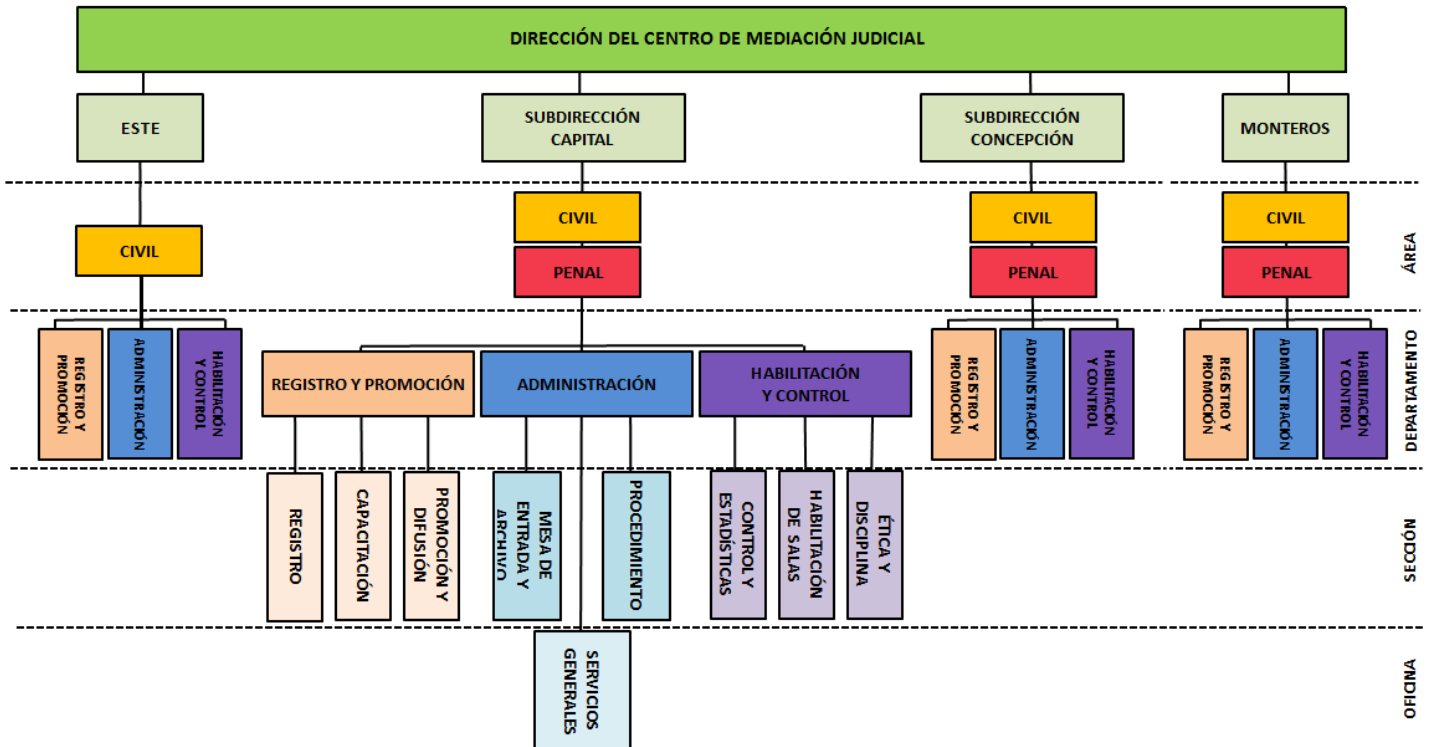 DIRECCIÓN DEL CENTRO DE MEDIACIÓN JUDICIAL
ESTE
SUBDIRECCIÓN
CAPITAL
SUBDIRECCIÓN
CONCEPCIÓN
MONTEROS
CIVIL
CIVIL
PENAL
CIVIL
PENAL
CIVIL
PENAL
ÁREA
REGISTRO Y
PROMOCIÓN
ADMINISTRACIÓN
HABILITACIÓN
Y CONTROL
REGISTRO Y PROMOCIÓN
ADMINISTRACIÓN
HABILITACIÓN
Y CONTROL
REGISTRO Y
PROMOCIÓN
ADMINISTRACIÓN
HABILITACIÓN
Y CONTROL
REGISTRO Y
PROMOCIÓN
ADMINISTRACIÓN
HABILITACIÓN
Y CONTROL
DEPARTAMENTO
REGISTRO
CAPACITACIÓN
PROMOCIÓN Y
DIFUSIÓN
MESA DE
ENTRADA Y
ARCHIVO
PROCEDIMIENTO
CONTROL Y
ESTADÍSTICAS
HABILITACIÓN
DE SALAS
ÉTICA Y
DISCIPLINA
SECCIÓN
SERVICIOS
GENERALES
OFICINA